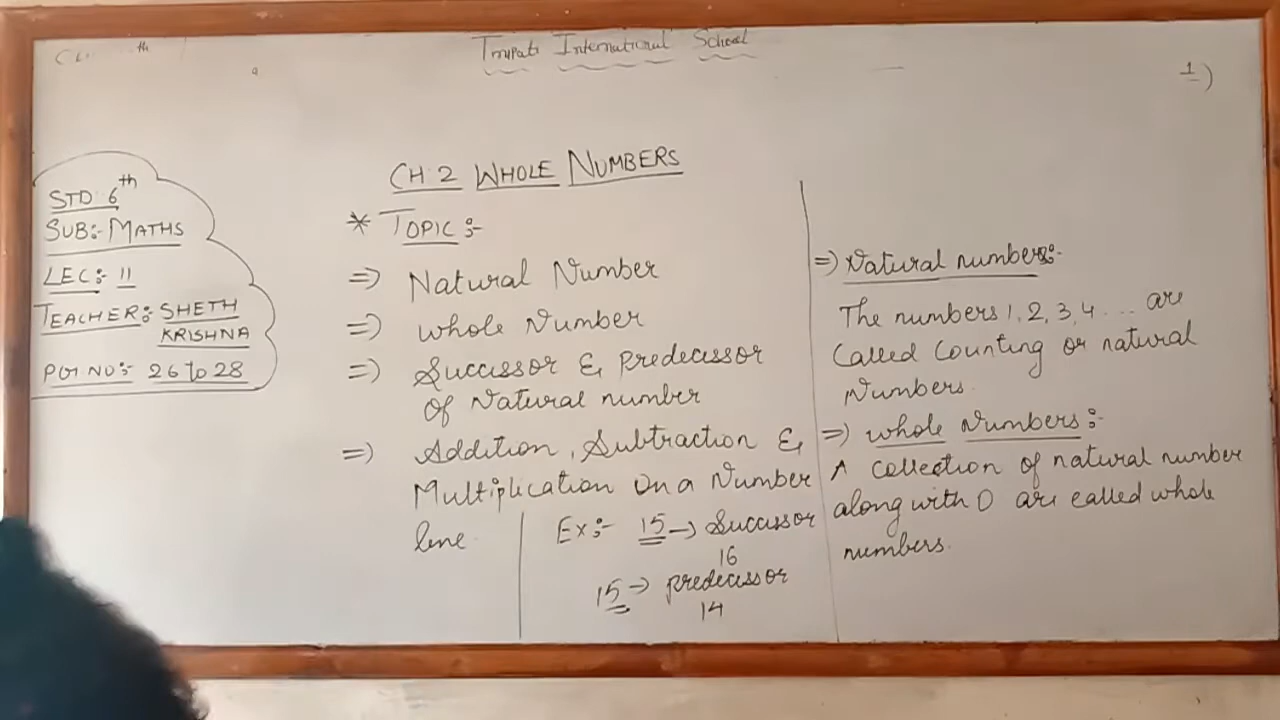 th
International School
1)
STD 6th
SUB:- MATHS
LEC:- 11
TEACHER:- SHETH
KRISHNA
PG NO:- 26 to 28
CH 2 WHOLE NUMBERS
* TOPIC :-
=) Natural Number
=) Whole Number
=) Successor & Predecessor
of Natural number
=) Addition, Subtraction &
Multiplication on a Number
line
Ex:- 15 -> Successor
16
15 -> predecessor
14
=) Natural numbers:-
The numbers 1, 2, 3, 4 ... are
Called Counting or natural
Numbers.
=) whole Numbers :-
A collection of natural number
along with 0 are called whole
numbers.